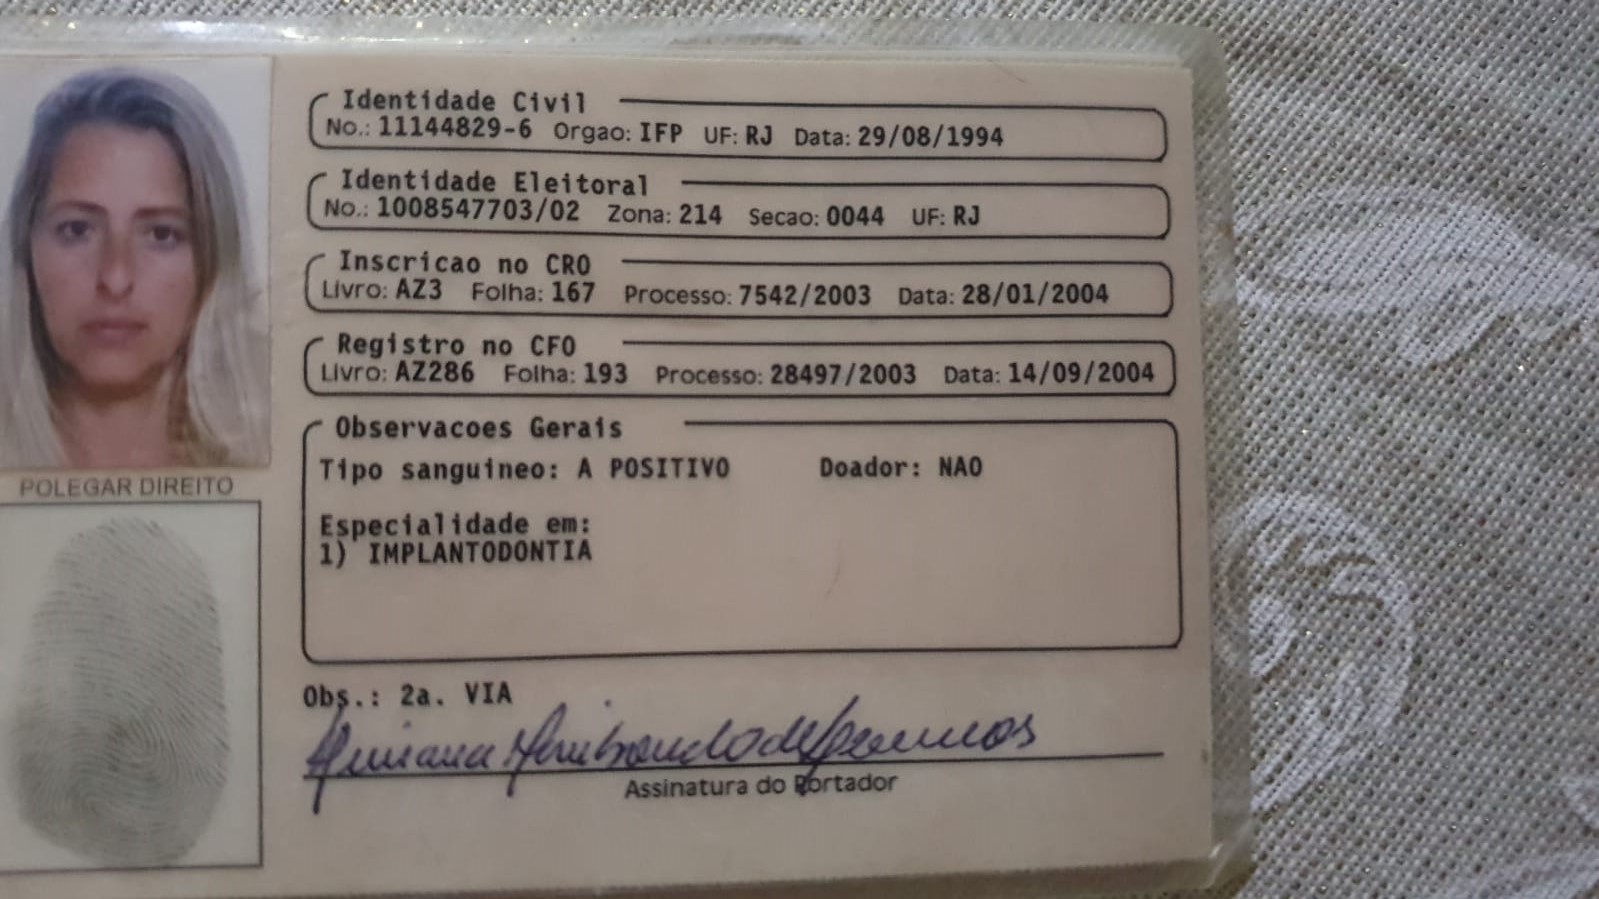 Identidade Civil
No.: 11144829-6 Orgao: IFP UF: RJ Data: 29/08/1994
Identidade Eleitoral
No.: 1008547703/02 Zona: 214 Secao: 0044 UF: RJ
Inscricao no CRO
Livro: AZ3 Folha: 167 Processo: 7542/2003 Data: 28/01/2004
Registro no CFO
Livro: AZ286 Folha: 193 Processo: 28497/2003 Data: 14/09/2004
Observacoes Gerais
Tipo sanguineo: A POSITIVO Doador: NAO
POLEGAR DIREITO
Especialidade em:
1) IMPLANTODONTIA
Obs.: 2a. VIA
Assinatura do Portador